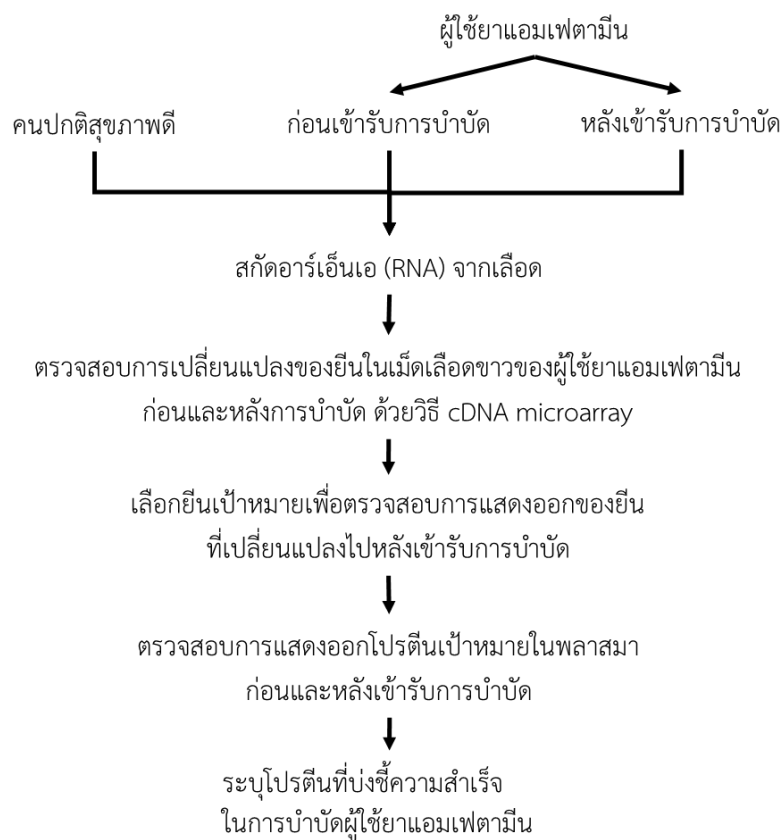 ผู้ใช้ยาแอมเฟตามีน
คนปกติสุขภาพดี
ก่อนเข้ารับการบำบัด
หลังเข้ารับการบำบัด
สกัดอาร์เอ็นเอ (RNA) จากเลือด
ตรวจสอบการเปลี่ยนแปลงของยีนในเม็ดเลือดขาวของผู้ใช้ยาแอมเฟตามีน
ก่อนและหลังการบำบัด ด้วยวิธี cDNA microarray
เลือกยีนเป้าหมายเพื่อตรวจสอบการแสดงออกของยีน
ที่เปลี่ยนแปลงไปหลังเข้ารับการบำบัด
ตรวจสอบการแสดงออกโปรตีนเป้าหมายในพลาสมา
ก่อนและหลังเข้ารับการบำบัด
ระบุโปรตีนที่บ่งชี้ความสำเร็จ
ในการบำบัดผู้ใช้ยาแอมเฟตามีน